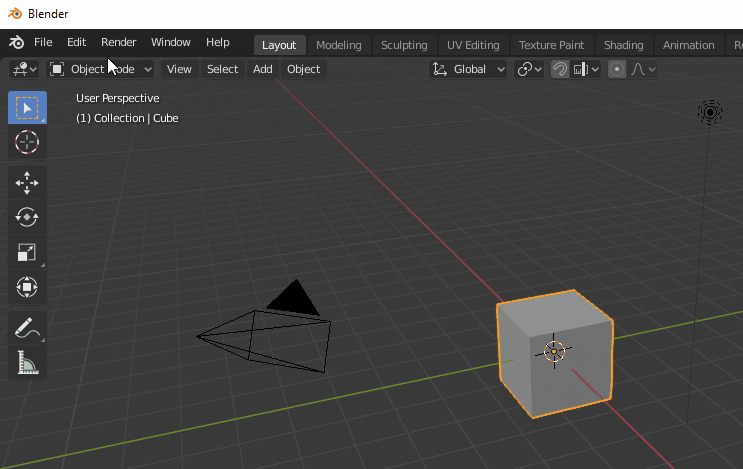 Blender
File Edit Render Window Help Layout Modeling Sculpting UV Editing Texture Paint Shading Animation
Object Mode View Select Add Object Global
User Perspective
(1) Collection | Cube